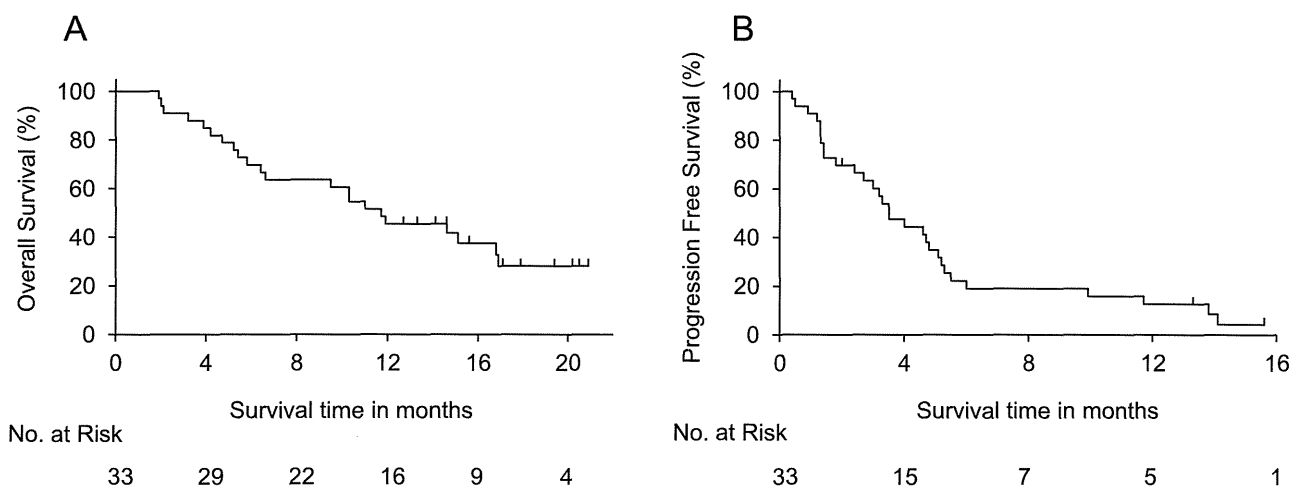 A
Overall Survival (%)
100
80
60
40
20
0
0 4 8 12 16 20
Survival time in months
No. at Risk
33 29 22 16 9 4
B
Progression Free Survival (%)
100
80
60
40
20
0
0 4 8 12 16
Survival time in months
No. at Risk
33 15 7 5 1